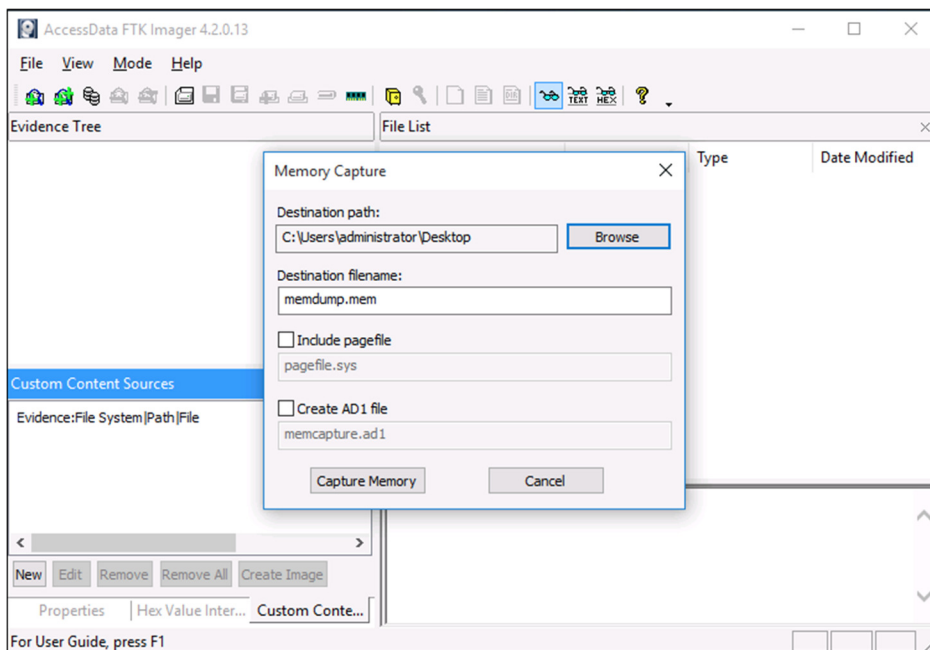 AccessData FTK Imager 4.2.0.13
File View Mode Help
TEXT HEX
Evidence Tree
File List
Type Date Modified
Memory Capture
Destination path:
C:\Users\administrator\Desktop Browse
Destination filename:
memdump.mem
Include pagefile
pagefile.sys
Create AD1 file
memcapture.ad1
Capture Memory Cancel
Custom Content Sources
Evidence:File System|Path|File
New Edit Remove Remove All Create Image
Properties Hex Value Inter... Custom Conte...
For User Guide, press F1